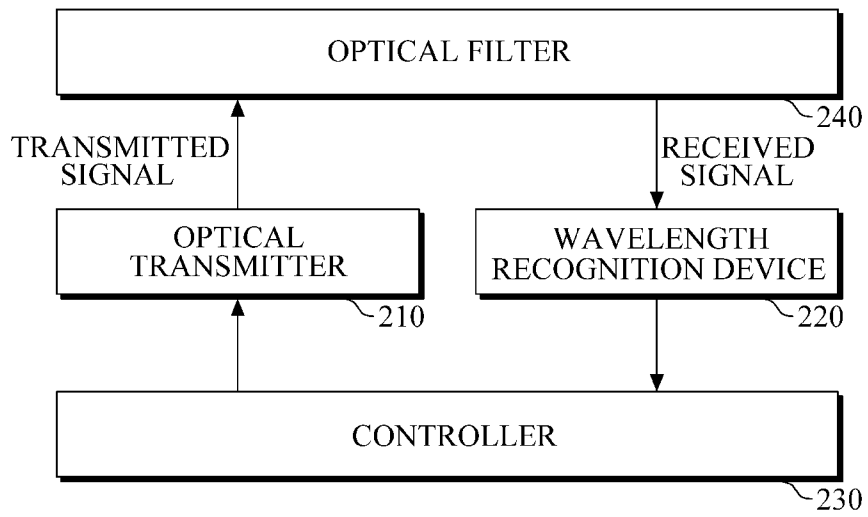 OPTICAL FILTER
240
TRANSMITTED
SIGNAL
RECEIVED
SIGNAL
OPTICAL
TRANSMITTER
210
WAVELENGTH
RECOGNITION DEVICE
220
CONTROLLER
230